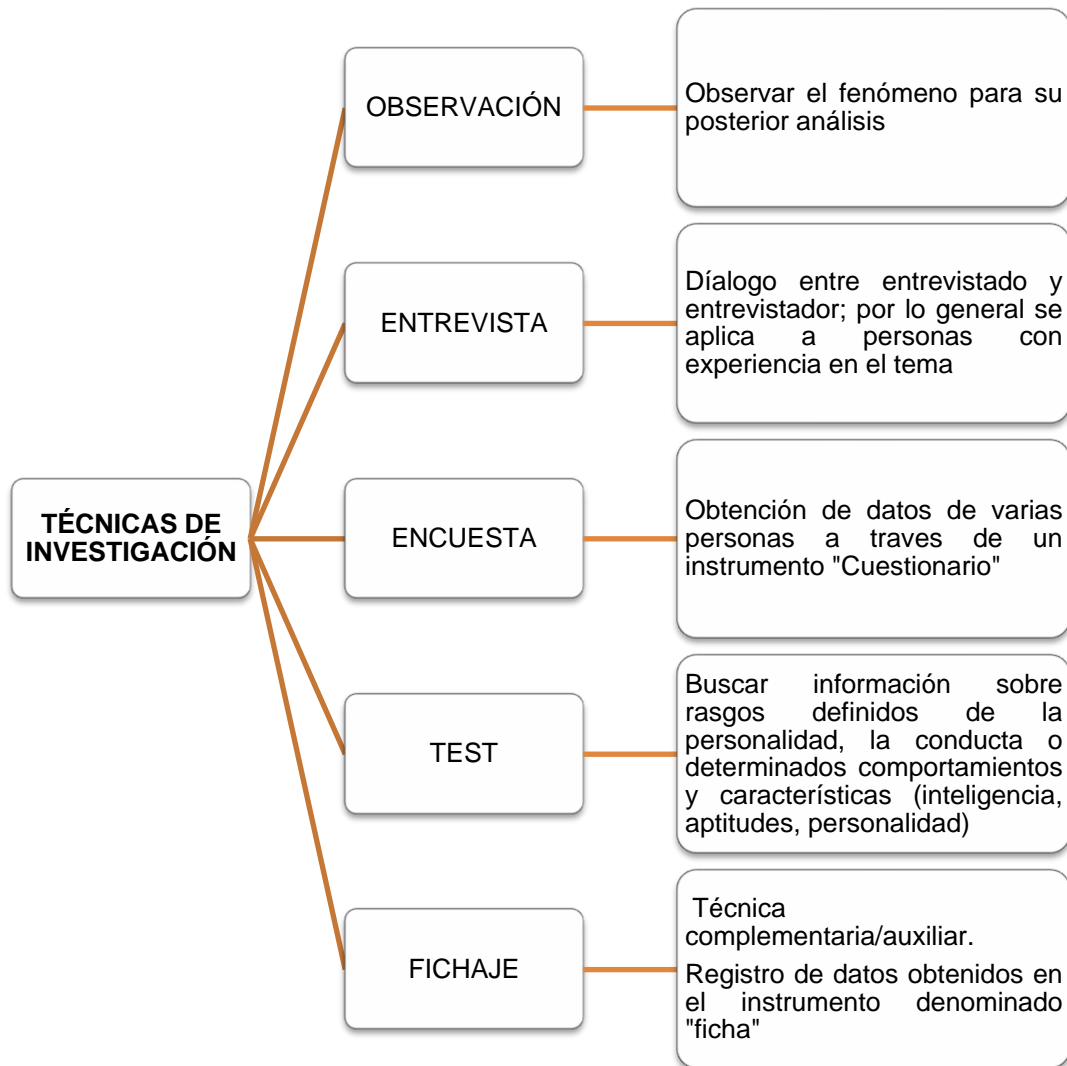 OBSERVACIÓN
Observar el fenómeno para su
posterior análisis
ENTREVISTA
Díalogo entre entrevistado y
entrevistador; por lo general se
aplica a personas con
experiencia en el tema
TÉCNICAS DE
INVESTIGACIÓN
ENCUESTA
Obtención de datos de varias
personas a traves de un
instrumento "Cuestionario"
TEST
Buscar información sobre
rasgos definidos de la
personalidad, la conducta o
determinados comportamientos
y características (inteligencia,
aptitudes, personalidad)
FICHAJE
Técnica
complementaria/auxiliar.
Registro de datos obtenidos en
el instrumento denominado
"ficha"